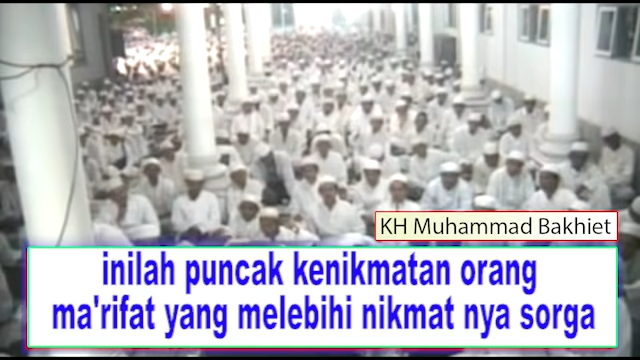 KH Muhammad Bakhiet
inilah puncak kenikmatan orang
ma'rifat yang melebihi nikmat nya sorga